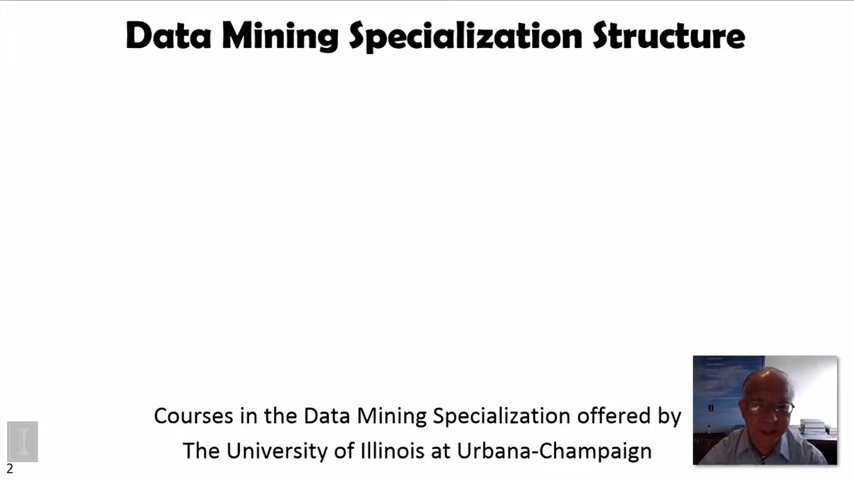 Data Mining Specialization Structure
Courses in the Data Mining Specialization offered by
The University of Illinois at Urbana-Champaign
2